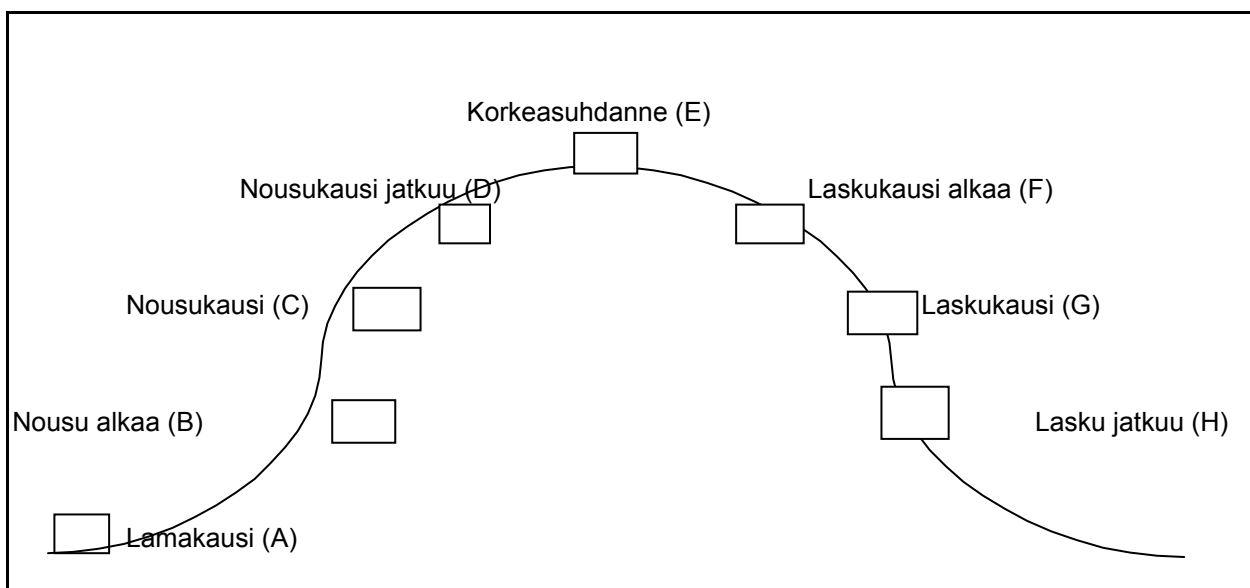 Korkeasuhdanne (E)
Nousukausi jatkuu (D)
Laskukausi alkaa (F)
Nousukausi (C)
Laskukausi (G)
Nousu alkaa (B)
Lasku jatkuu (H)
Lamakausi (A)